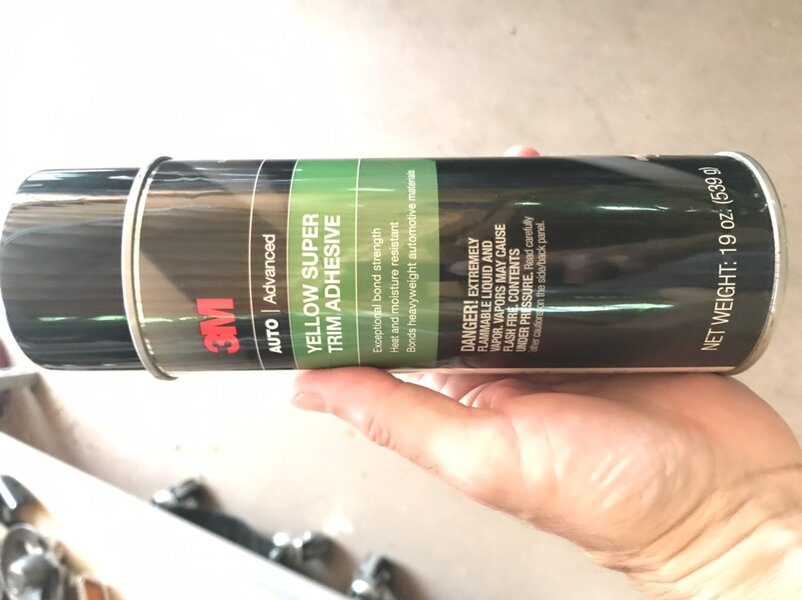 3M
AUTO | Advanced
YELLOW SUPER
TRIM ADHESIVE
Exceptional bond strength
Heat and moisture resistant
Bonds heavyweight automotive materials
DANGER! EXTREMELY
FLAMMABLE LIQUID AND
VAPOR. VAPORS MAY CAUSE
FLASH FIRE. CONTENTS
UNDER PRESSURE. Read carefully
other cautions on the side/back panel.
NET WEIGHT: 19 oz. (539 g)